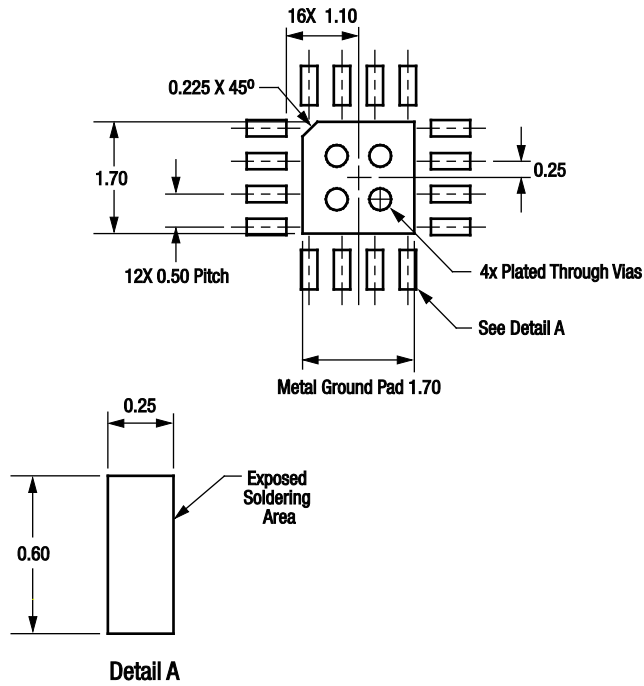 16X 1.10
0.225 X 45º
1.70
0.25
12X 0.50 Pitch
4x Plated Through Vias
See Detail A
Metal Ground Pad 1.70
0.25
Exposed
Soldering
Area
0.60
Detail A